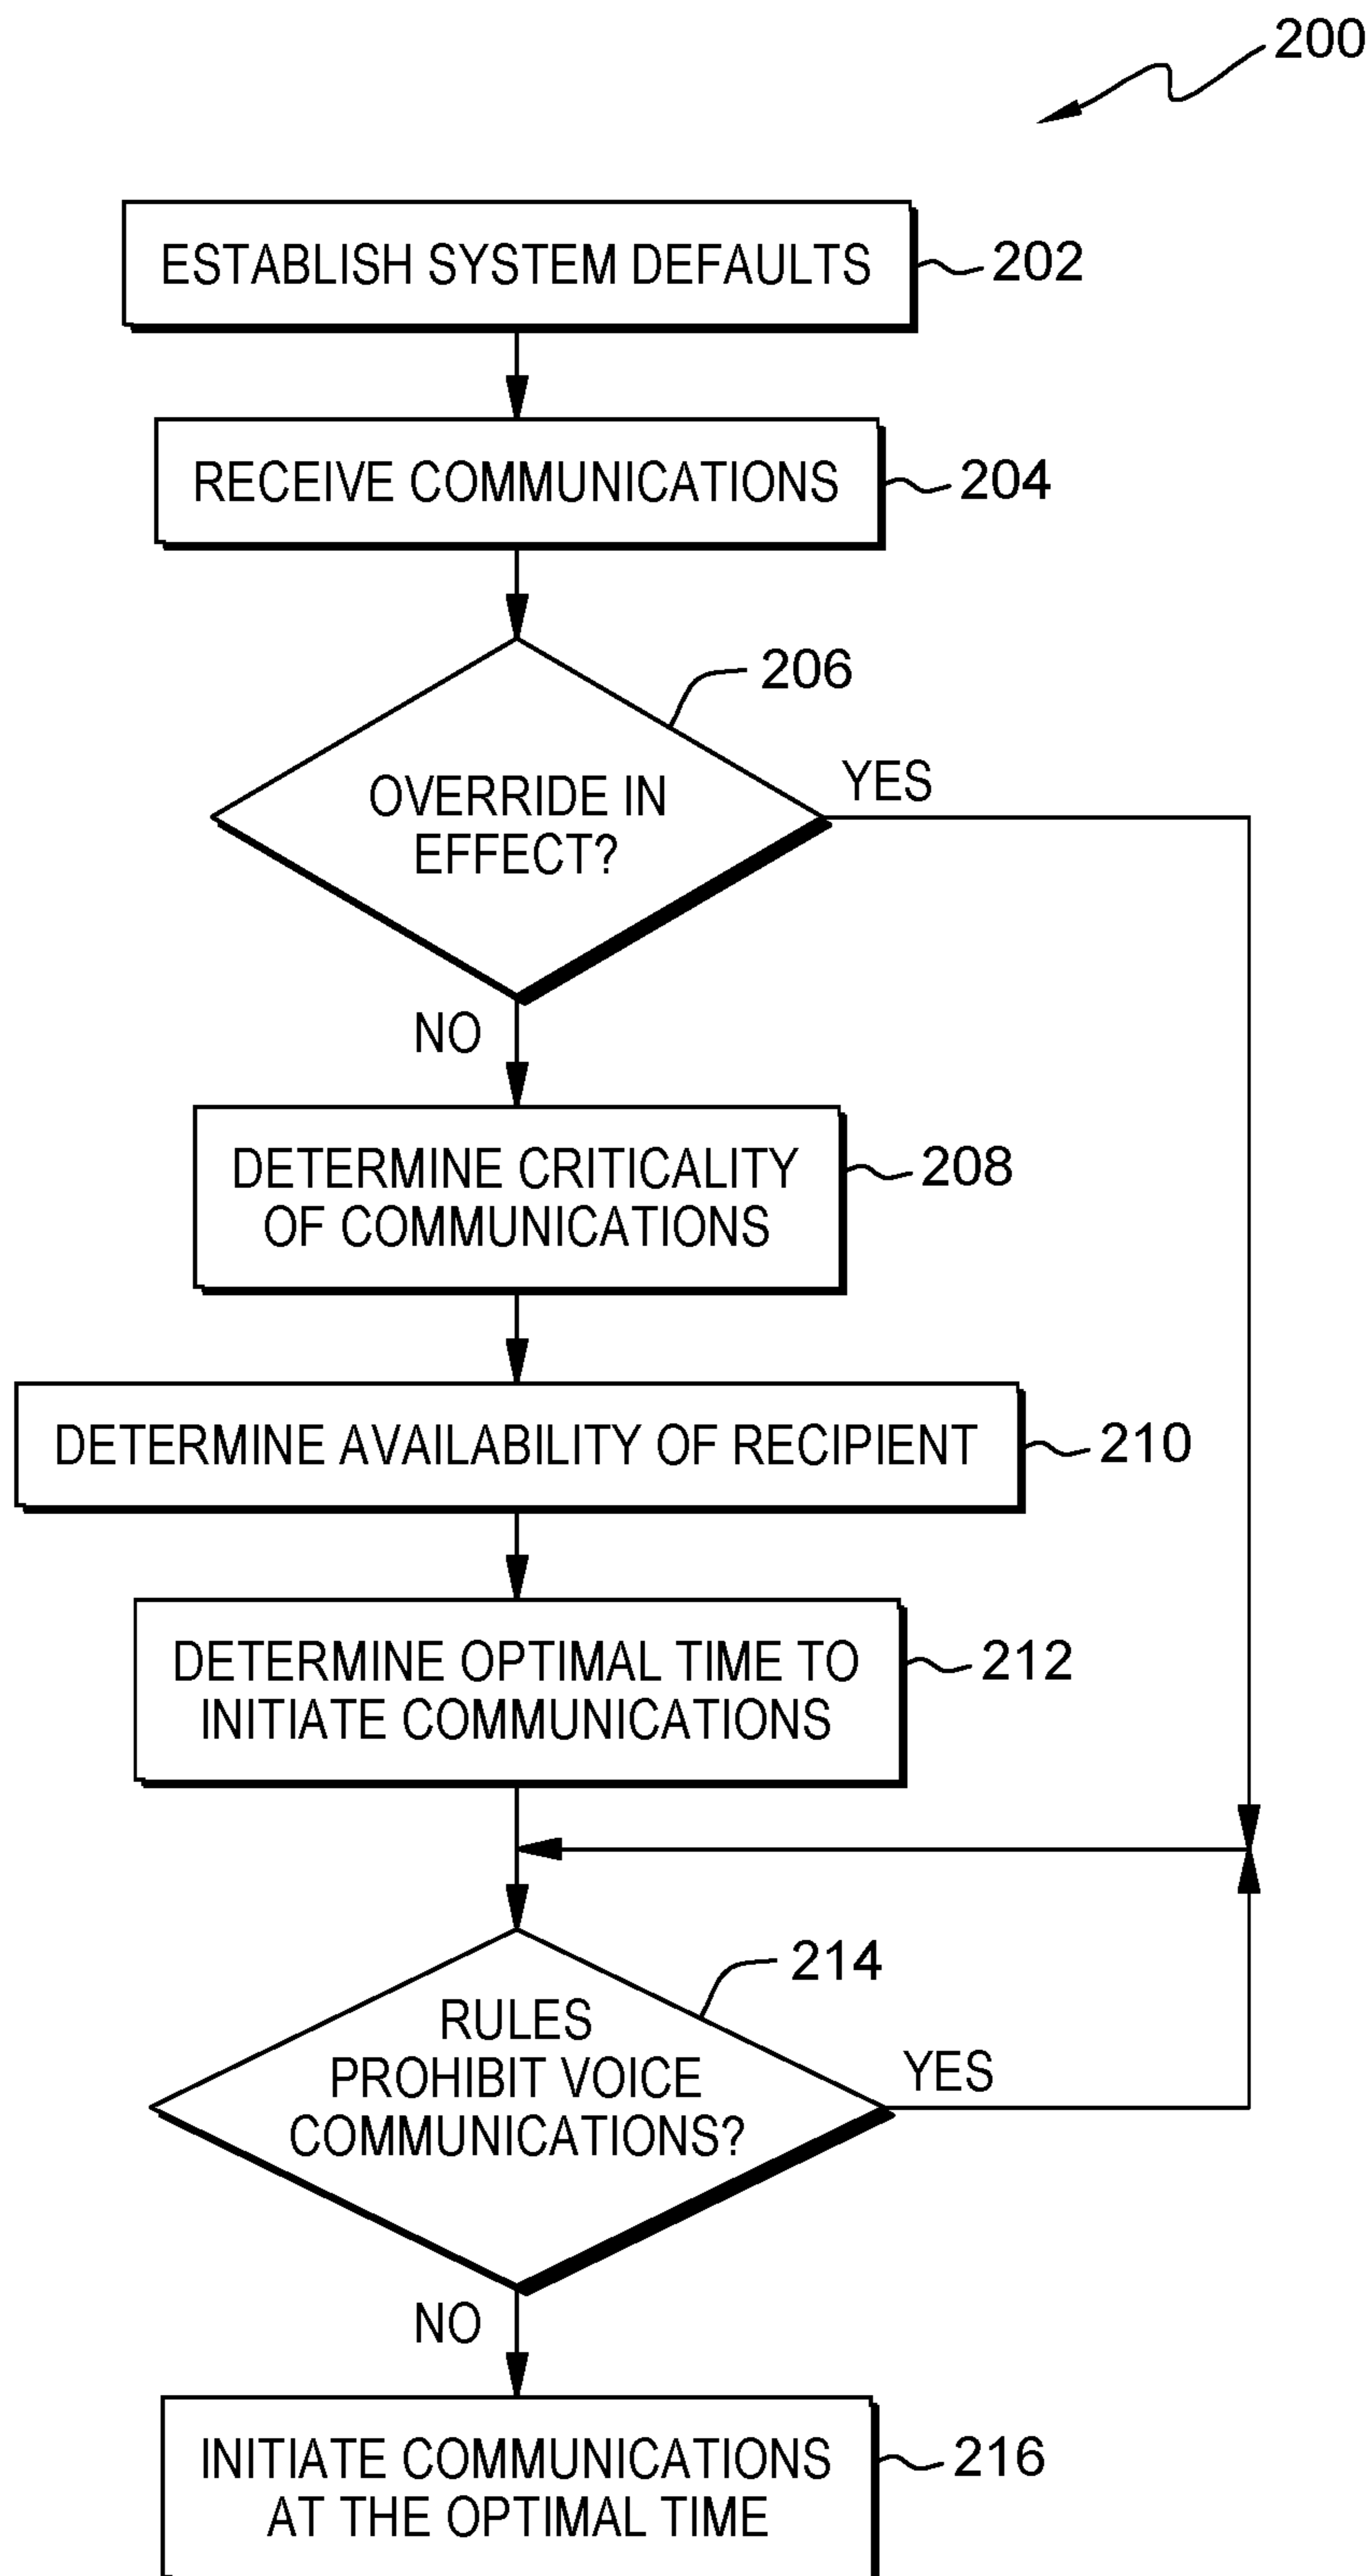 200
ESTABLISH SYSTEM DEFAULTS
202
RECEIVE COMMUNICATIONS
204
206
OVERRIDE IN
EFFECT?
YES
NO
DETERMINE CRITICALITY
OF COMMUNICATIONS
208
DETERMINE AVAILABILITY OF RECIPIENT
210
DETERMINE OPTIMAL TIME TO
INITIATE COMMUNICATIONS
212
214
RULES
PROHIBIT VOICE
COMMUNICATIONS?
YES
NO
INITIATE COMMUNICATIONS
AT THE OPTIMAL TIME
216